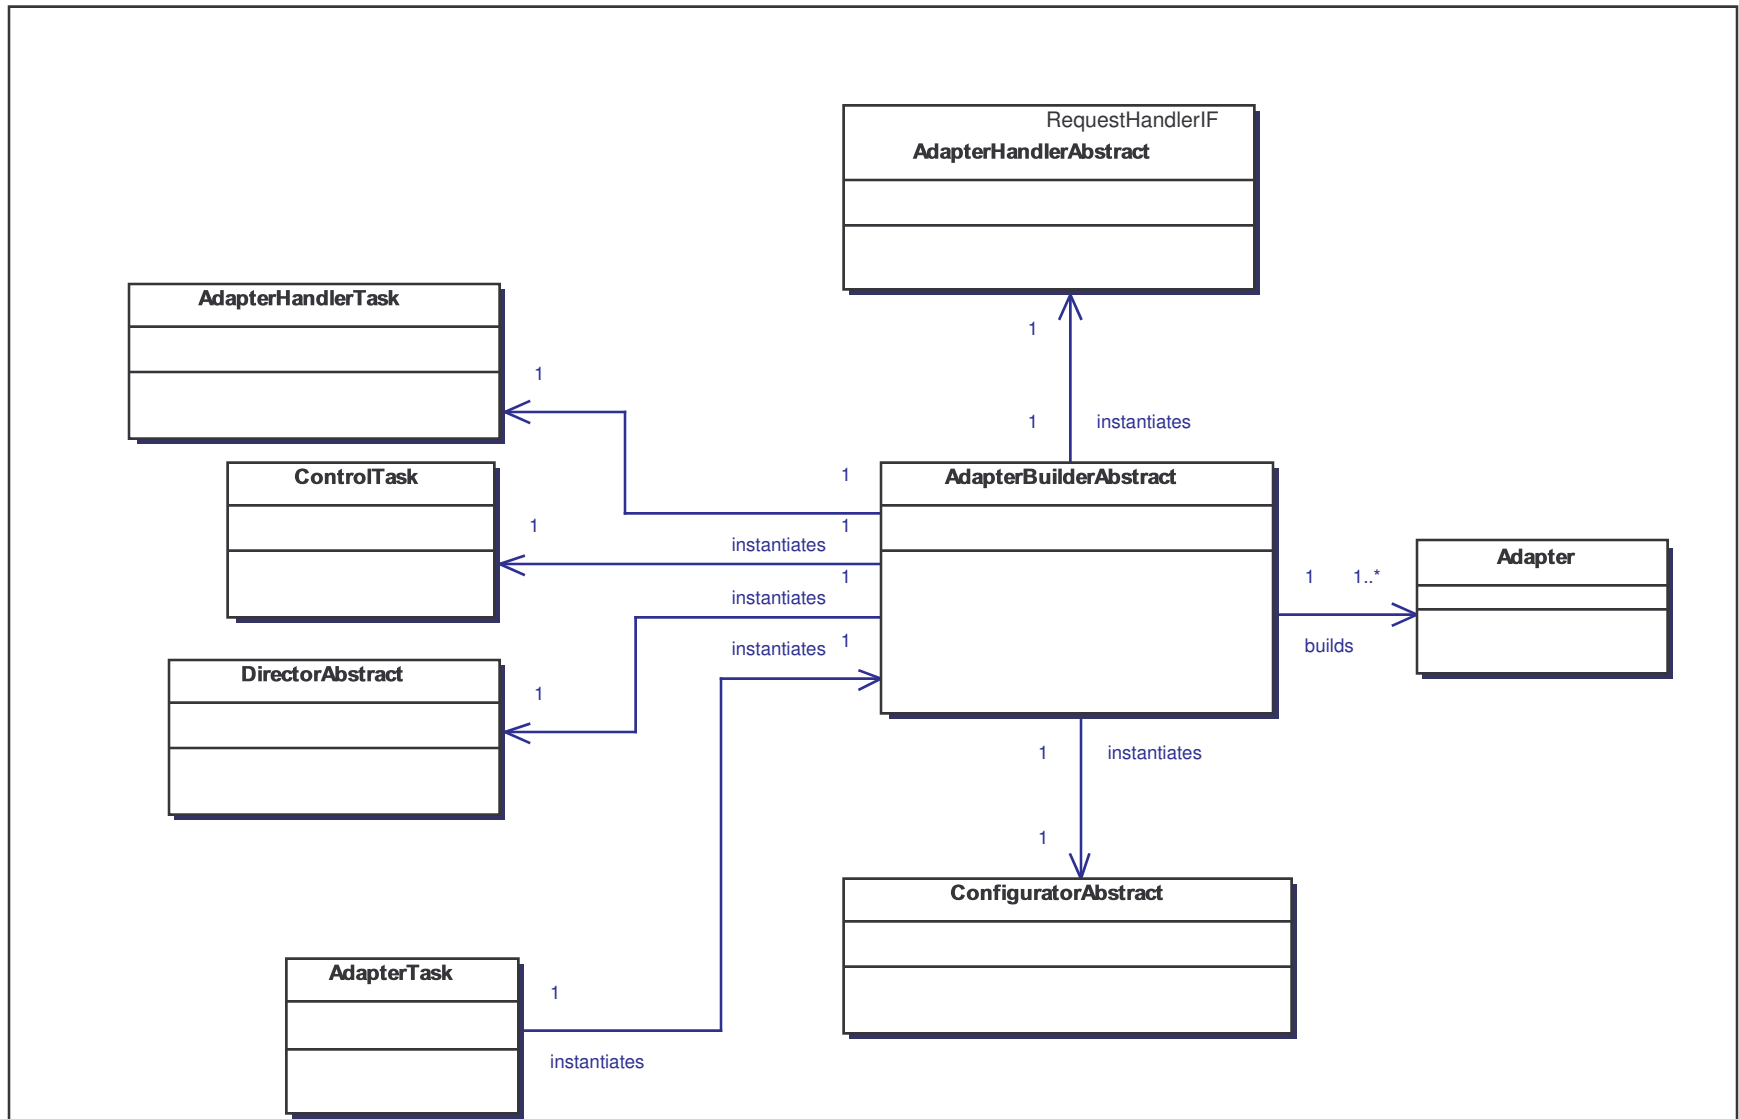 RequestHandlerIF
AdapterHandlerAbstract
AdapterHandlerTask
1
1
1
instantiates
ControlTask
1
AdapterBuilderAbstract
1
1
instantiates
Adapter
1
1
1..*
instantiates
1
instantiates
builds
DirectorAbstract
1
1
instantiates
1
ConfiguratorAbstract
AdapterTask
1
instantiates